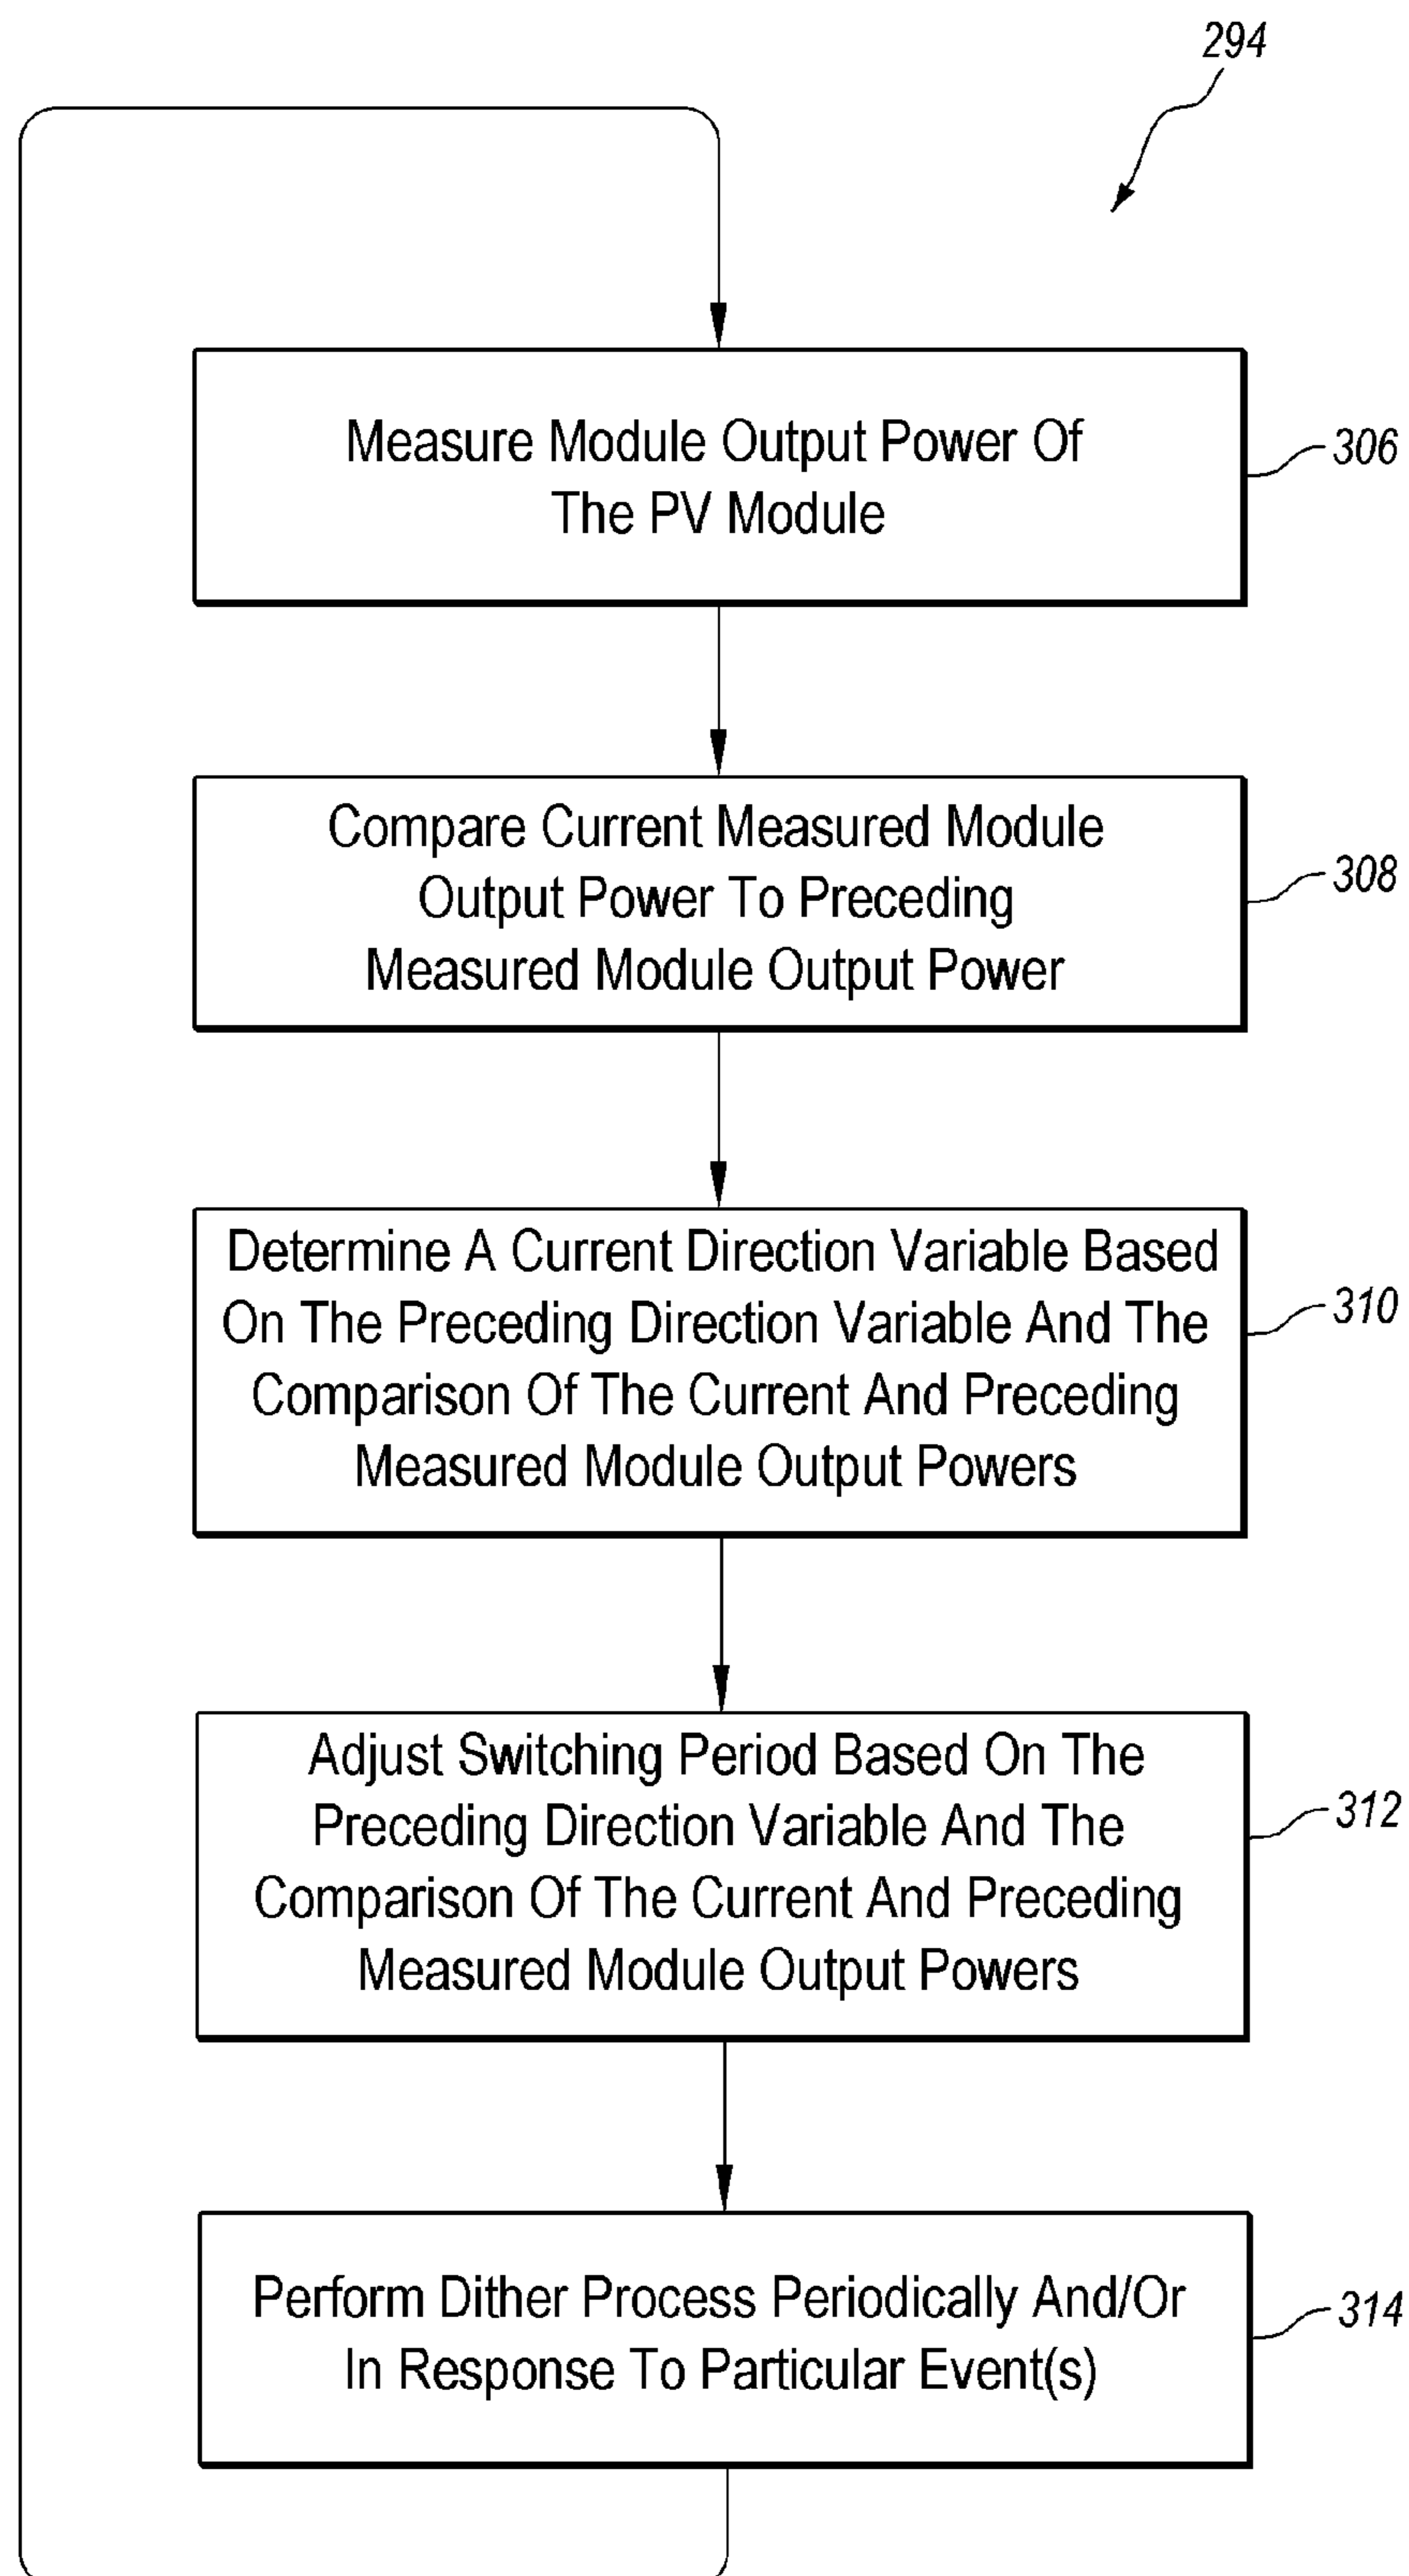 294
Measure Module Output Power Of
The PV Module
306
Compare Current Measured Module
Output Power To Preceding
Measured Module Output Power
308
Determine A Current Direction Variable Based
On The Preceding Direction Variable And The
Comparison Of The Current And Preceding
Measured Module Output Powers
310
Adjust Switching Period Based On The
Preceding Direction Variable And The
Comparison Of The Current And Preceding
Measured Module Output Powers
312
Perform Dither Process Periodically And/Or
In Response To Particular Event(s)
314